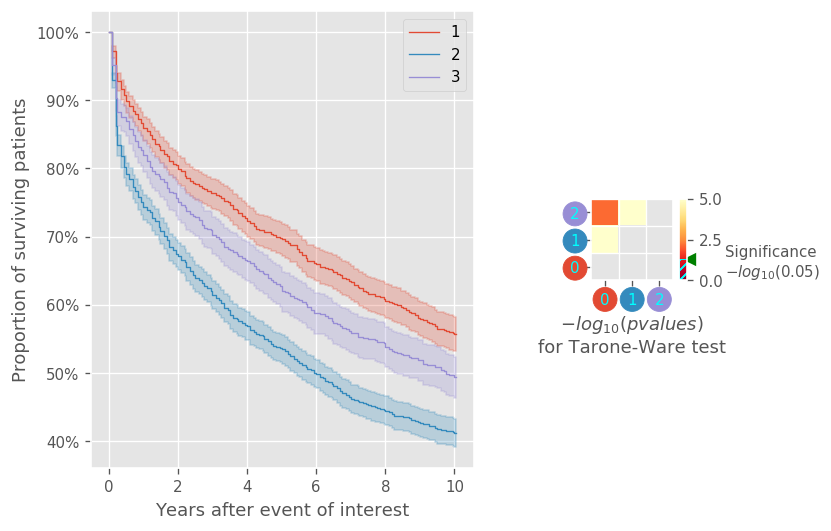 100%
90%
80%
70%
60%
50%
40%
Proportion of surviving patients
0 2 4 6 8 10
Years after event of interest
1
2
3
2
1
0
0 1 2
5.0
2.5
0.0
Significance
−log₁₀(0.05)
−log₁₀(pvalues)
for Tarone-Ware test